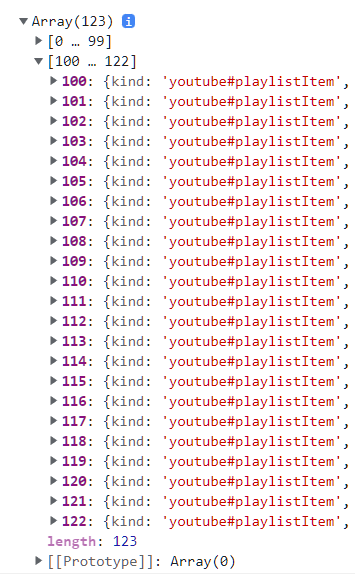 Array(123) i
[0 … 99]
[100 … 122]
100: {kind: 'youtube#playlistItem',
101: {kind: 'youtube#playlistItem',
102: {kind: 'youtube#playlistItem',
103: {kind: 'youtube#playlistItem',
104: {kind: 'youtube#playlistItem',
105: {kind: 'youtube#playlistItem',
106: {kind: 'youtube#playlistItem',
107: {kind: 'youtube#playlistItem',
108: {kind: 'youtube#playlistItem',
109: {kind: 'youtube#playlistItem',
110: {kind: 'youtube#playlistItem',
111: {kind: 'youtube#playlistItem',
112: {kind: 'youtube#playlistItem',
113: {kind: 'youtube#playlistItem',
114: {kind: 'youtube#playlistItem',
115: {kind: 'youtube#playlistItem',
116: {kind: 'youtube#playlistItem',
117: {kind: 'youtube#playlistItem',
118: {kind: 'youtube#playlistItem',
119: {kind: 'youtube#playlistItem',
120: {kind: 'youtube#playlistItem',
121: {kind: 'youtube#playlistItem',
122: {kind: 'youtube#playlistItem',
length: 123
[[Prototype]]: Array(0)